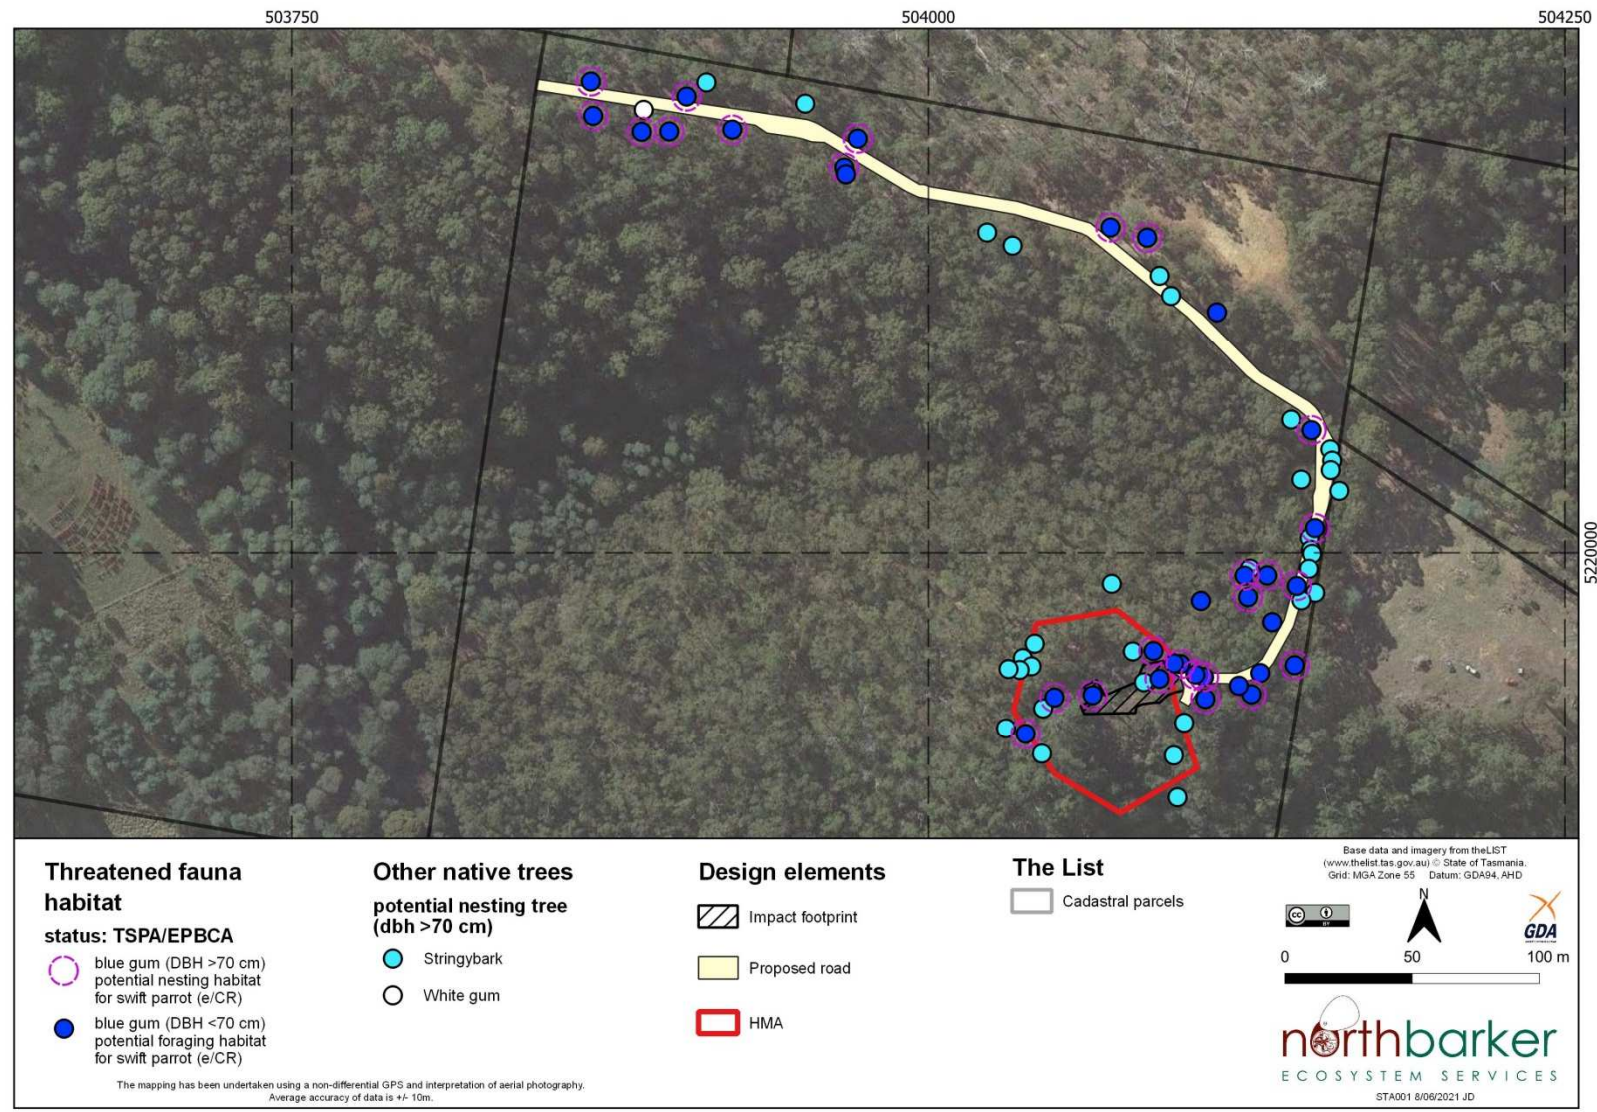 503750
504000
504250
5220000
Threatened fauna
habitat
status: TSPA/EPBCA
blue gum (DBH >70 cm)
potential nesting habitat
for swift parrot (e/CR)
blue gum (DBH <70 cm)
potential foraging habitat
for swift parrot (e/CR)
The mapping has been undertaken using a non-differential GPS and interpretation of aerial photography.
Average accuracy of data is +/- 10m.
Other native trees
potential nesting tree
(dbh >70 cm)
Stringybark
White gum
Design elements
Impact footprint
Proposed road
HMA
The List
Cadastral parcels
Base data and imagery from theLIST
(www.thelist.tas.gov.au) © State of Tasmania.
Grid: MGA Zone 55 Datum: GDA94, AHD
cc
BY
N
GDA
0 50 100 m
northbarker
ECOSYSTEM SERVICES
STA001 8/06/2021 JD